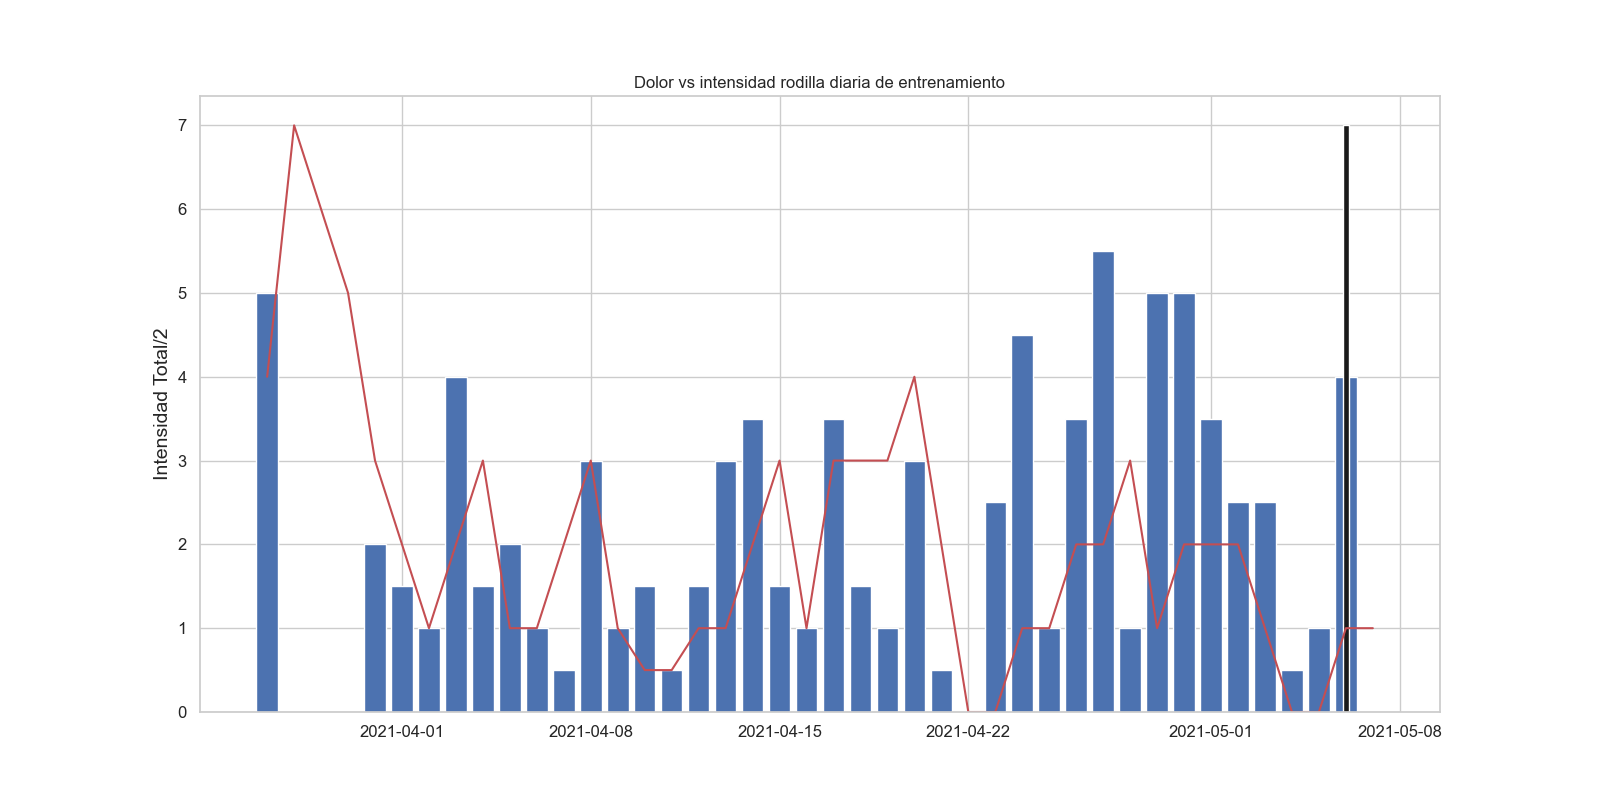 Dolor vs intensidad rodilla diaria de entrenamiento
Intensidad Total/2
7
6
5
4
3
2
1
0
2021-04-01 2021-04-08 2021-04-15 2021-04-22 2021-05-01 2021-05-08